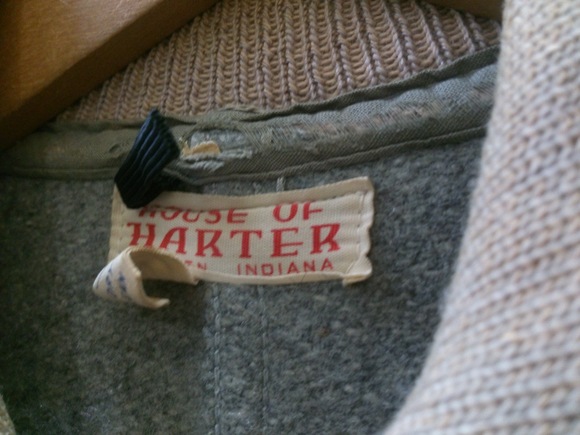 HOUSE OF
HARTER
INDIANA